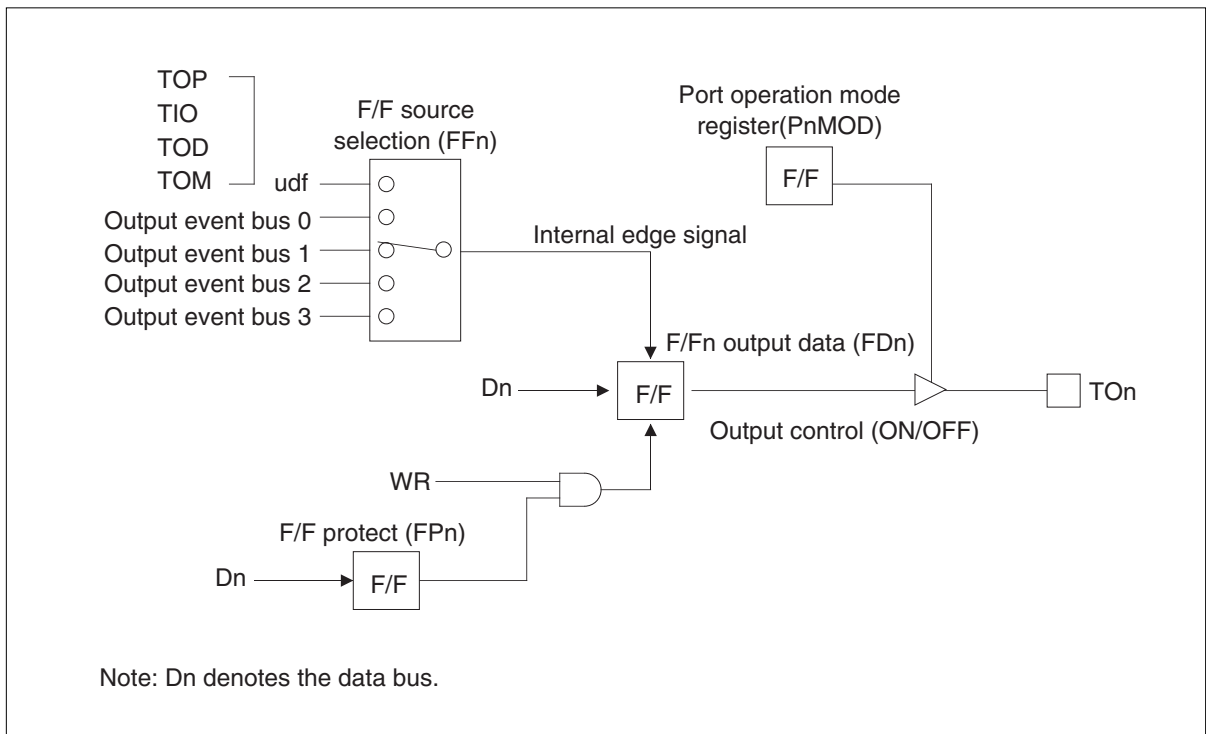 TOP
TIO
TOD
TOM
F/F source
selection (FFn)
udf
Output event bus 0
Output event bus 1
Output event bus 2
Output event bus 3
Port operation mode
register(PnMOD)
F/F
Internal edge signal
F/Fn output data (FDn)
Dn
F/F
TOn
Output control (ON/OFF)
WR
F/F protect (FPn)
Dn
F/F
Note: Dn denotes the data bus.